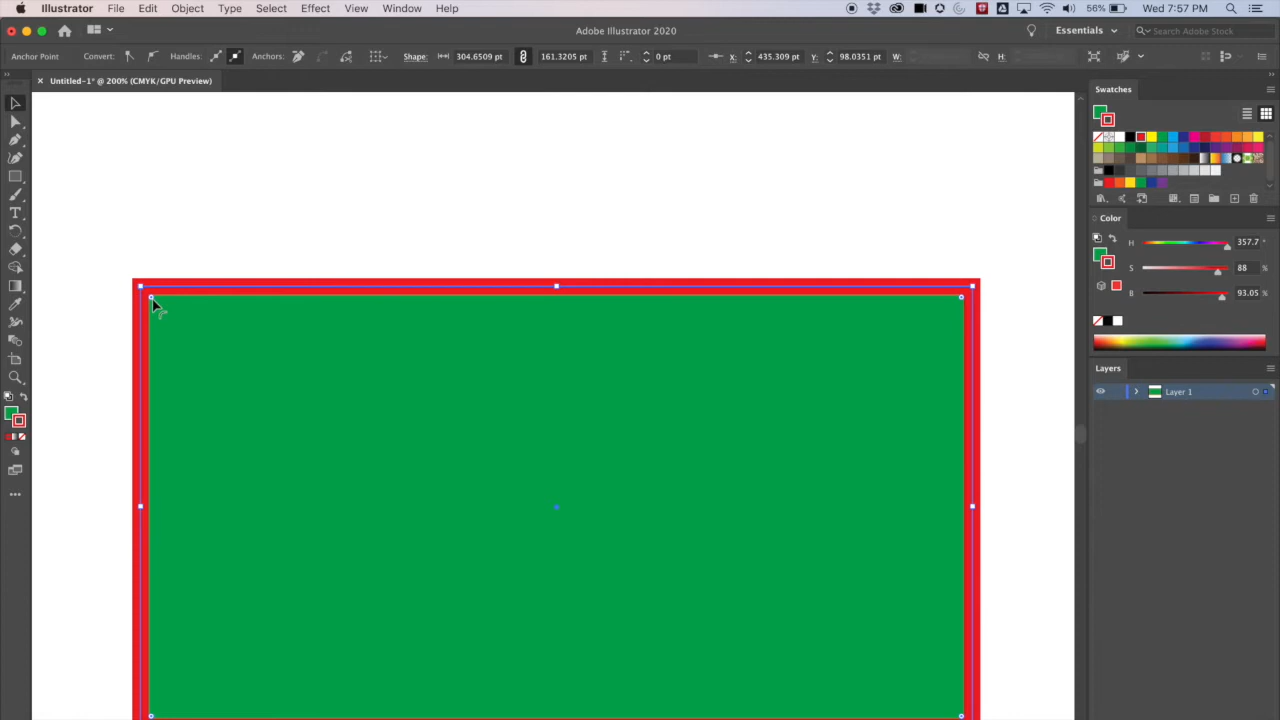 Illustrator File Edit Object Type Select Effect View Window Help 56% Wed 7:57 PM
Adobe Illustrator 2020 Essentials Search Adobe Stock
Anchor Point Convert: Handles: Anchors: Shape: 304.6509 pt 161.3205 pt 0 pt X: 435.309 pt Y: 98.0351 pt W: H:
Untitled-1* @ 200% (CMYK/GPU Preview)
Swatches
Color
H 357.7 °
S 88
B 93.05
Layers
Layer 1